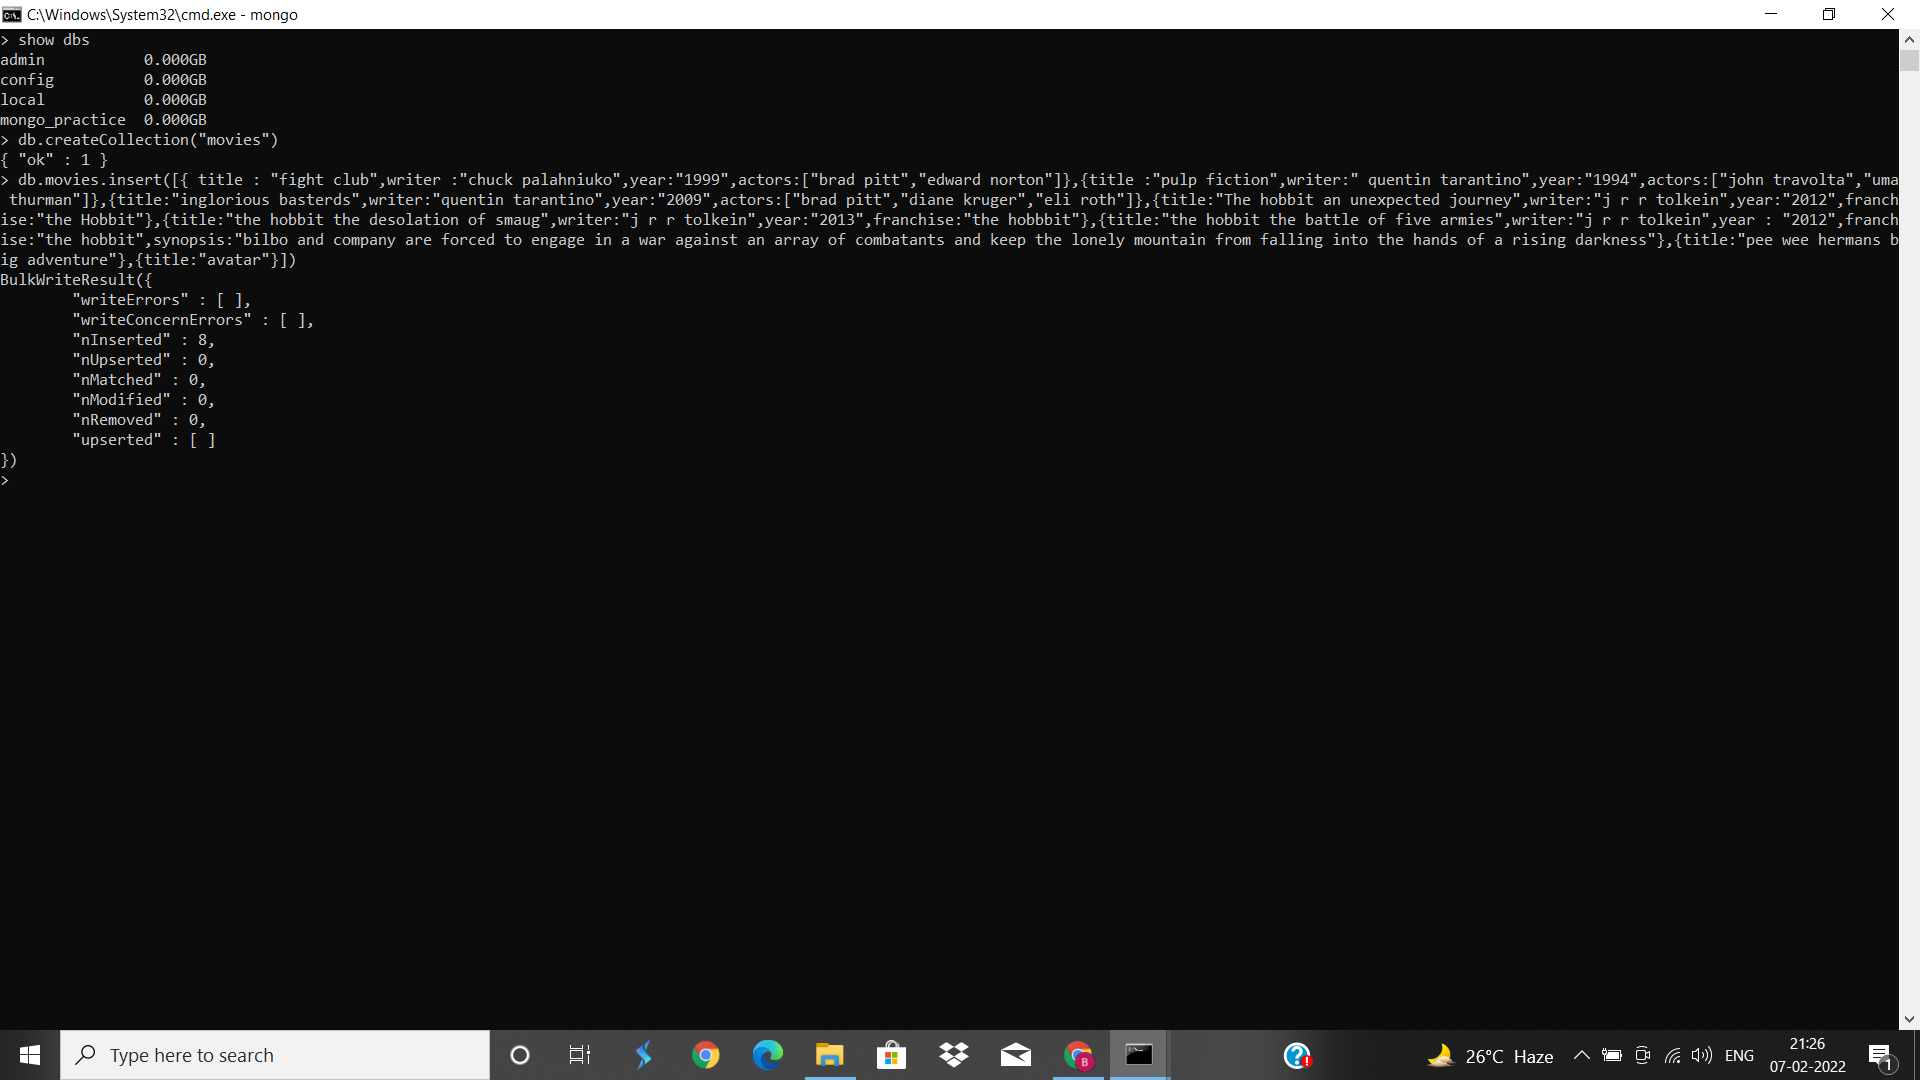 C:\Windows\System32\cmd.exe - mongo
> show dbs
admin           0.000GB
config          0.000GB
local           0.000GB
mongo_practice  0.000GB
> db.createCollection("movies")
{ "ok" : 1 }
> db.movies.insert([{ title : "fight club",writer :"chuck palahniuko",year:"1999",actors:["brad pitt","edward norton"]},{title :"pulp fiction",writer:" quentin tarantino",year:"1994",actors:["john travolta","uma
 thurman"]},{title:"inglorious basterds",writer:"quentin tarantino",year:"2009",actors:["brad pitt","diane kruger","eli roth"]},{title:"The hobbit an unexpected journey",writer:"j r r tolkein",year:"2012",franch
ise:"the Hobbit"},{title:"the hobbit the desolation of smaug",writer:"j r r tolkein",year:"2013",franchise:"the hobbbit"},{title:"the hobbit the battle of five armies",writer:"j r r tolkein",year : "2012",franch
ise:"the hobbit",synopsis:"bilbo and company are forced to engage in a war against an array of combatants and keep the lonely mountain from falling into the hands of a rising darkness"},{title:"pee wee hermans b
ig adventure"},{title:"avatar"}])
BulkWriteResult({
        "writeErrors" : [ ],
        "writeConcernErrors" : [ ],
        "nInserted" : 8,
        "nUpserted" : 0,
        "nMatched" : 0,
        "nModified" : 0,
        "nRemoved" : 0,
        "upserted" : [ ]
})
>
Type here to search
26°C Haze
ENG
21:26
07-02-2022
1